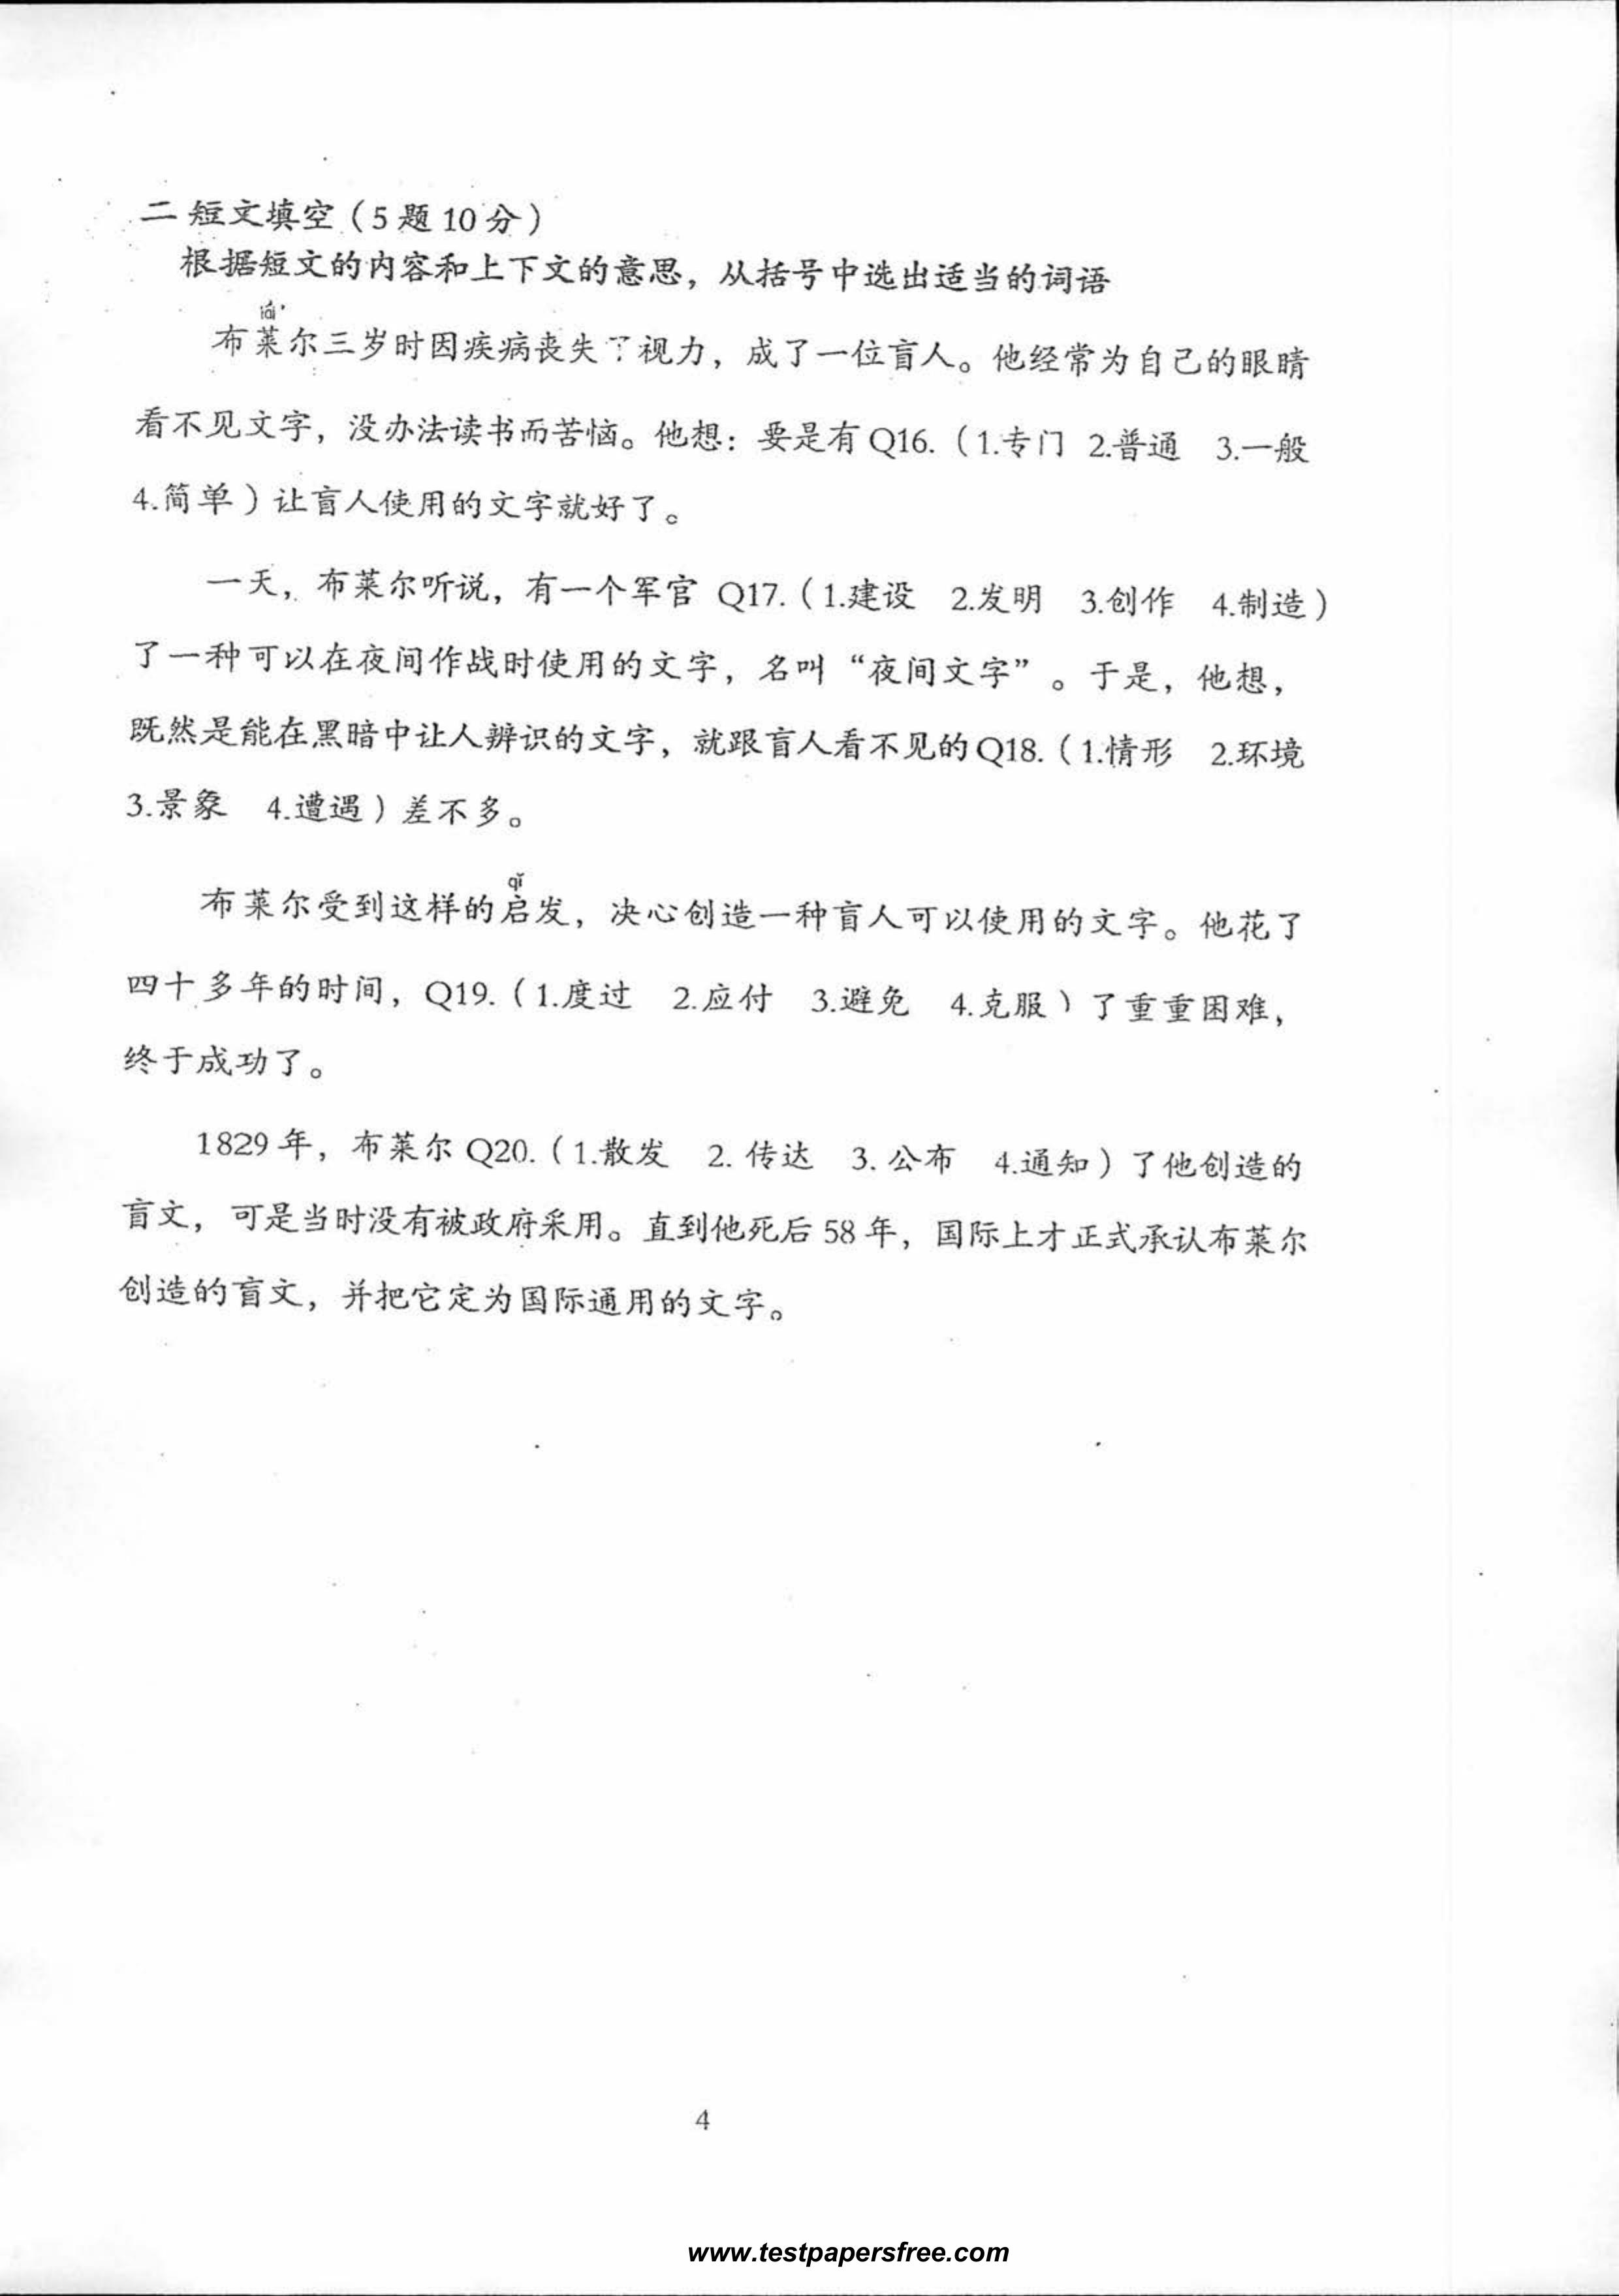 二 短文填空（5题10分）
根据短文的内容和上下文的意思，从括号中选出适当的词语
lái
布莱尔三岁时因疾病丧失了视力，成了一位盲人。他经常为自己的眼睛
看不见文字，没办法读书而苦恼。他想：要是有Q16.（1.专门 2.普通 3.一般
4.简单）让盲人使用的文字就好了。
一天，布莱尔听说，有一个军官 Q17.（1.建设 2.发明 3.创作 4.制造）
了一种可以在夜间作战时使用的文字，名叫“夜间文字”。于是，他想，
既然是能在黑暗中让人辨识的文字，就跟盲人看不见的Q18.（1.情形 2.环境
3.景象 4.遭遇）差不多。
qǐ
布莱尔受到这样的启发，决心创造一种盲人可以使用的文字。他花了
四十多年的时间，Q19.（1.度过 2.应付 3.避免 4.克服）了重重困难，
终于成功了。
1829年，布莱尔Q20.（1.散发 2. 传达 3. 公布 4.通知）了他创造的
盲文，可是当时没有被政府采用。直到他死后58年，国际上才正式承认布莱尔
创造的盲文，并把它定为国际通用的文字。
4
www.testpapersfree.com